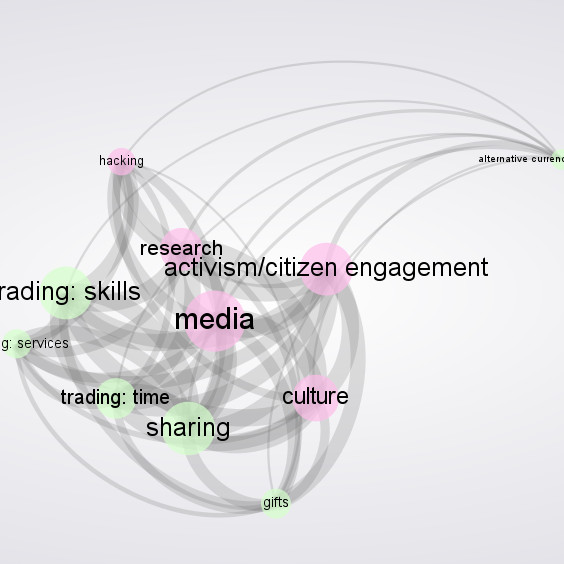 alternative currenc
hacking
research
activism/citizen engagement
rading: skills
media
g: services
trading: time
culture
sharing
gifts